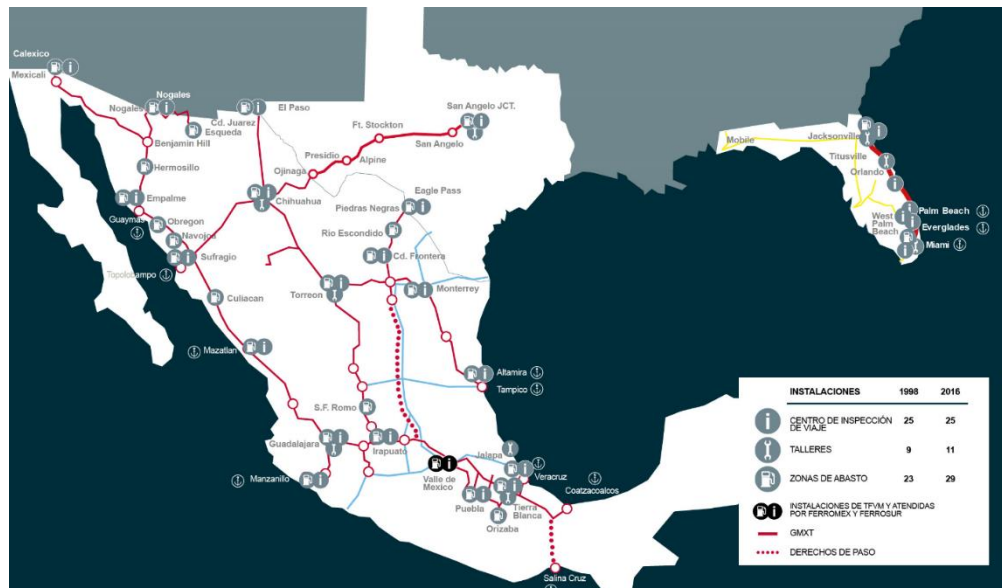 Calexico
Mexicali
Nogales
Nogales
Cd. Juarez
Esqueda
El Paso
Benjamin Hill
Hermosillo
Empalme
Guaymas
Obregon
Navojoa
Sufragio
Topolocampo
Culiacan
Mazatlan
Chihuahua
Ojinaga
Presidio
Alpine
Ft. Stockton
San Angelo JCT.
San Angelo
Eagle Pass
Piedras Negras
Rio Escondido
Cd. Frontera
Monterrey
Torreon
Altamira
Tampico
S.F. Romo
Guadalajara
Irapuato
Manzanillo
Valle de
Mexico
Jalapa
Veracruz
Coatzacoalcos
Puebla
Tierra
Blanca
Orizaba
Salina Cruz
Mobile
Jacksonville
Titusville
Orlando
West
Palm
Beach
Palm Beach
Everglades
Miami
INSTALACIONES 1998 2016
CENTRO DE INSPECCIÓN 25 25
DE VIAJE
TALLERES 9 11
ZONAS DE ABASTO 23 29
INSTALACIONES DE TFVM Y ATENDIDAS
POR FERROMEX Y FERROSUR
GMXT
DERECHOS DE PASO